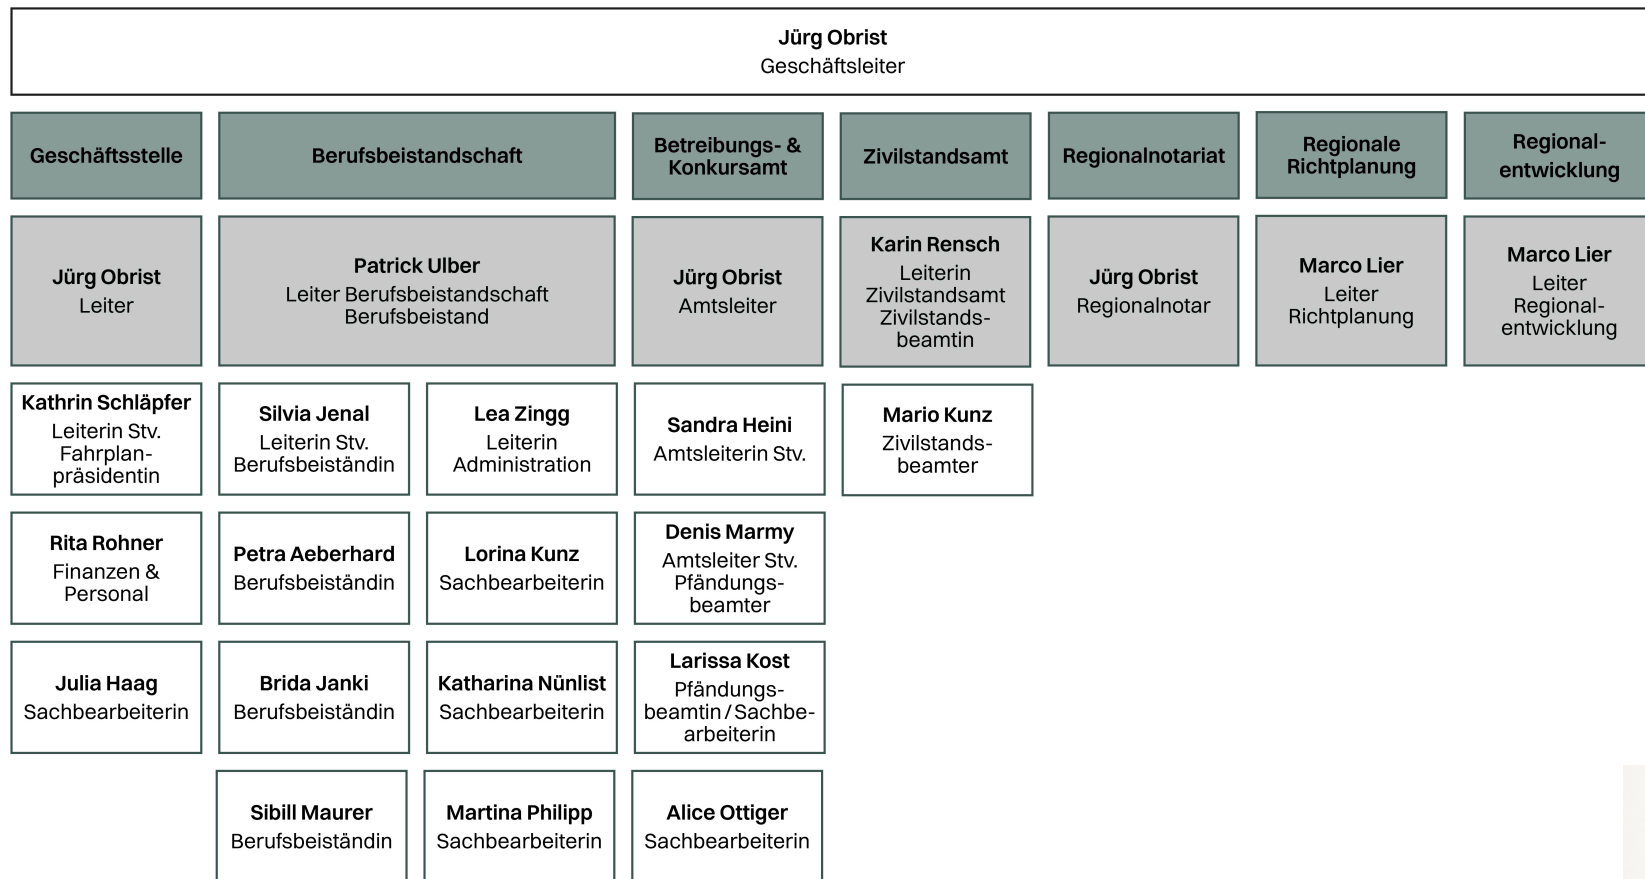 Jürg Obrist
Geschäftsleiter
Geschäftsstelle
Berufsbeistandschaft
Betreibungs- &
Konkursamt
Zivilstandsamt
Regionalnotariat
Regionale
Richtplanung
Regional-
entwicklung
Jürg Obrist
Leiter
Patrick Ulber
Leiter Berufsbeistandschaft
Berufsbeistand
Jürg Obrist
Amtsleiter
Karin Rensch
Leiterin
Zivilstandsamt
Zivilstands-
beamtin
Jürg Obrist
Regionalnotar
Marco Lier
Leiter
Richtplanung
Marco Lier
Leiter
Regional-
entwicklung
Kathrin Schläpfer
Leiterin Stv.
Fahrplan-
präsidentin
Silvia Jenal
Leiterin Stv.
Berufsbeiständin
Lea Zingg
Leiterin
Administration
Sandra Heini
Amtsleiterin Stv.
Mario Kunz
Zivilstands-
beamter
Rita Rohner
Finanzen &
Personal
Petra Aeberhard
Berufsbeiständin
Lorina Kunz
Sachbearbeiterin
Denis Marmy
Amtsleiter Stv.
Pfändungs-
beamter
Julia Haag
Sachbearbeiterin
Brida Janki
Berufsbeiständin
Katharina Nünlist
Sachbearbeiterin
Larissa Kost
Pfändungs-
beamtin/Sachbe-
arbeiterin
Sibill Maurer
Berufsbeiständin
Martina Philipp
Sachbearbeiterin
Alice Ottiger
Sachbearbeiterin